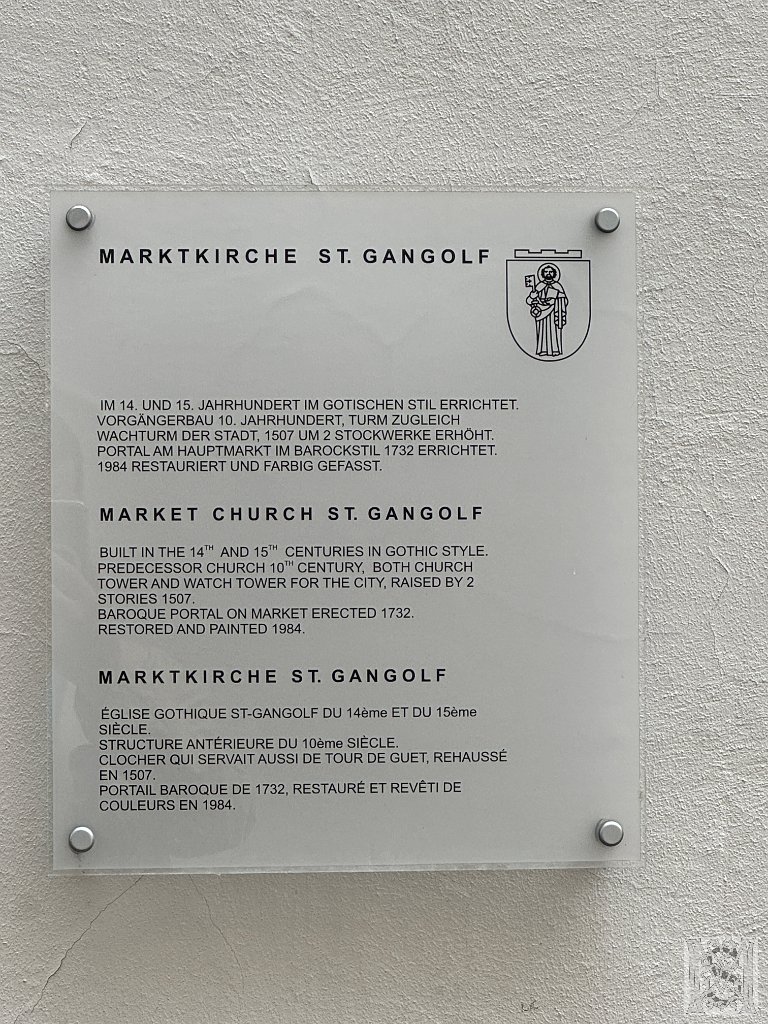 MARKTKIRCHE ST. GANGOLF
IM 14. UND 15. JAHRHUNDERT IM GOTISCHEN STIL ERRICHTET.
VORGÄNGERBAU 10. JAHRHUNDERT, TURM ZUGLEICH
WACHTURM DER STADT, 1507 UM 2 STOCKWERKE ERHÖHT.
PORTAL AM HAUPTMARKT IM BAROCKSTIL 1732 ERRICHTET.
1984 RESTAURIERT UND FARBIG GEFASST.
MARKET CHURCH ST. GANGOLF
BUILT IN THE 14TH AND 15TH CENTURIES IN GOTHIC STYLE.
PREDECESSOR CHURCH 10TH CENTURY, BOTH CHURCH
TOWER AND WATCH TOWER FOR THE CITY, RAISED BY 2
STORIES 1507.
BAROQUE PORTAL ON MARKET ERECTED 1732.
RESTORED AND PAINTED 1984.
MARKTKIRCHE ST. GANGOLF
ÉGLISE GOTHIQUE ST-GANGOLF DU 14ème ET DU 15ème
SIÈCLE.
STRUCTURE ANTÉRIEURE DU 10ème SIÈCLE.
CLOCHER QUI SERVAIT AUSSI DE TOUR DE GUET, REHAUSSÉ
EN 1507.
PORTAIL BAROQUE DE 1732, RESTAURÉ ET REVÊTI DE
COULEURS EN 1984.
S